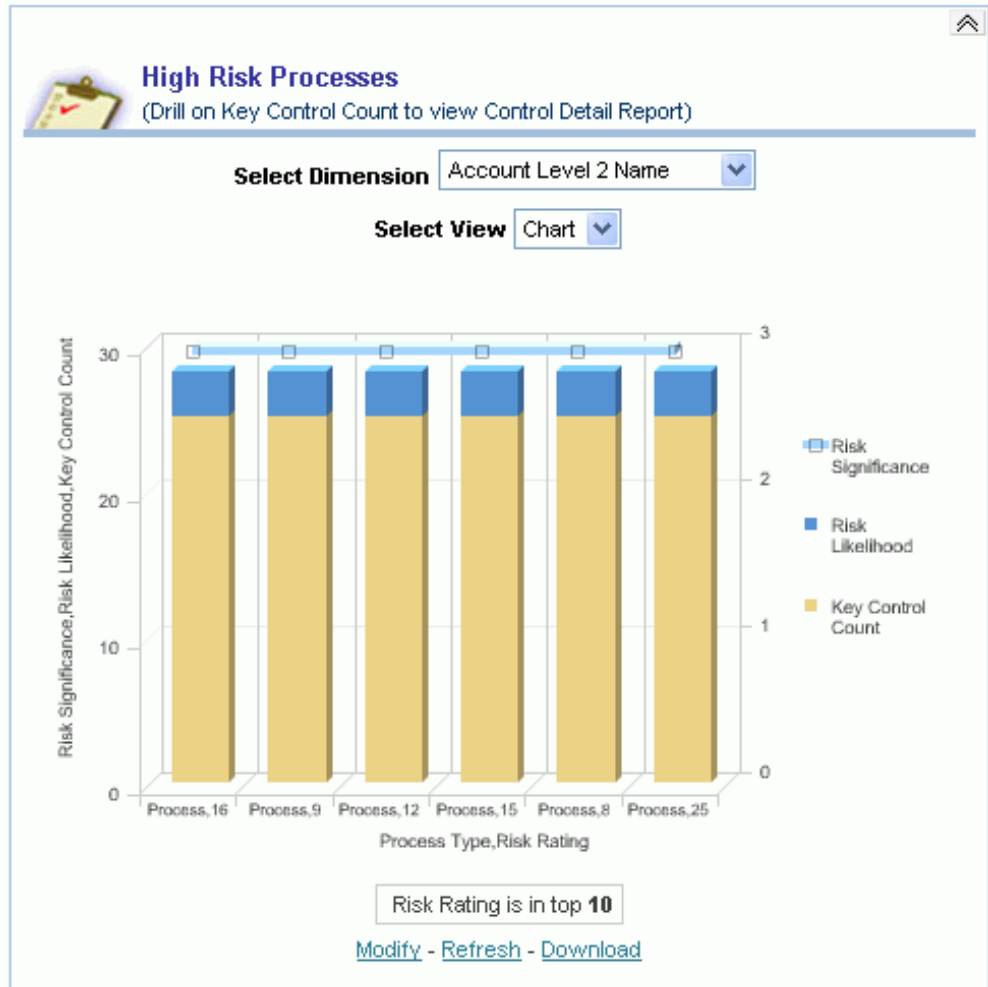 High Risk Processes
(Drill on Key Control Count to view Control Detail Report)
Select Dimension Account Level 2 Name
Select View Chart
Risk Significance,Risk Likelihood,Key Control Count
30
20
10
0
3
2
1
0
Process,16 Process,9 Process,12 Process,15 Process,8 Process,25
Process Type,Risk Rating
Risk
Significance
Risk
Likelihood
Key Control
Count
Risk Rating is in top 10
Modify - Refresh - Download